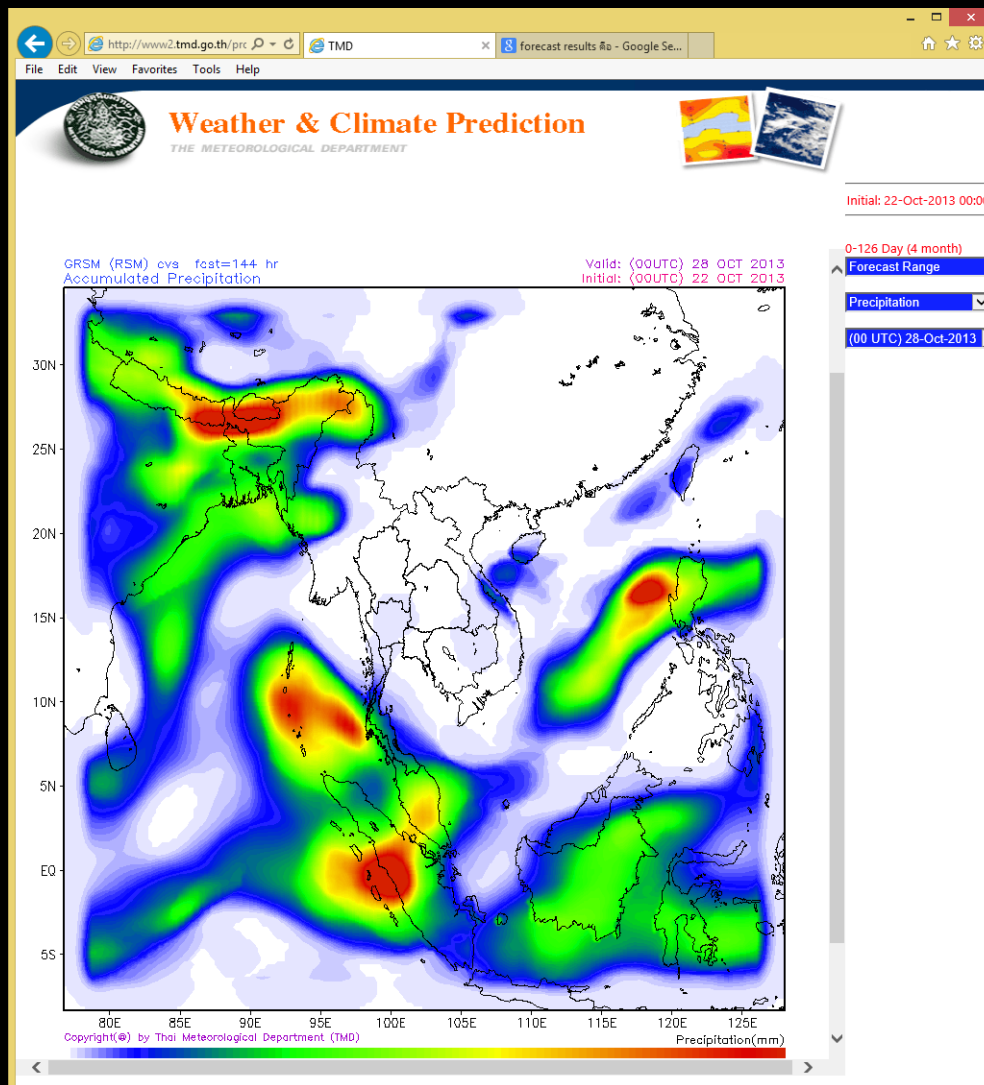 http://www2.tmd.go.th/prc
TMD
forecast results คือ - Google Se...
File Edit View Favorites Tools Help
Weather & Climate Prediction
THE METEOROLOGICAL DEPARTMENT
Initial: 22-Oct-2013 00:00
0-126 Day (4 month)
Forecast Range
Precipitation
(00 UTC) 28-Oct-2013
GRSM (RSM) cvs fcst=144 hr
Valid: (00UTC) 28 OCT 2013
Accumulated Precipitation
Initial: (00UTC) 22 OCT 2013
30N
25N
20N
15N
10N
5N
EQ
5S
80E 85E 90E 95E 100E 105E 110E 115E 120E 125E
Copyright(@) by Thai Meteorological Department (TMD)
Precipitation(mm)